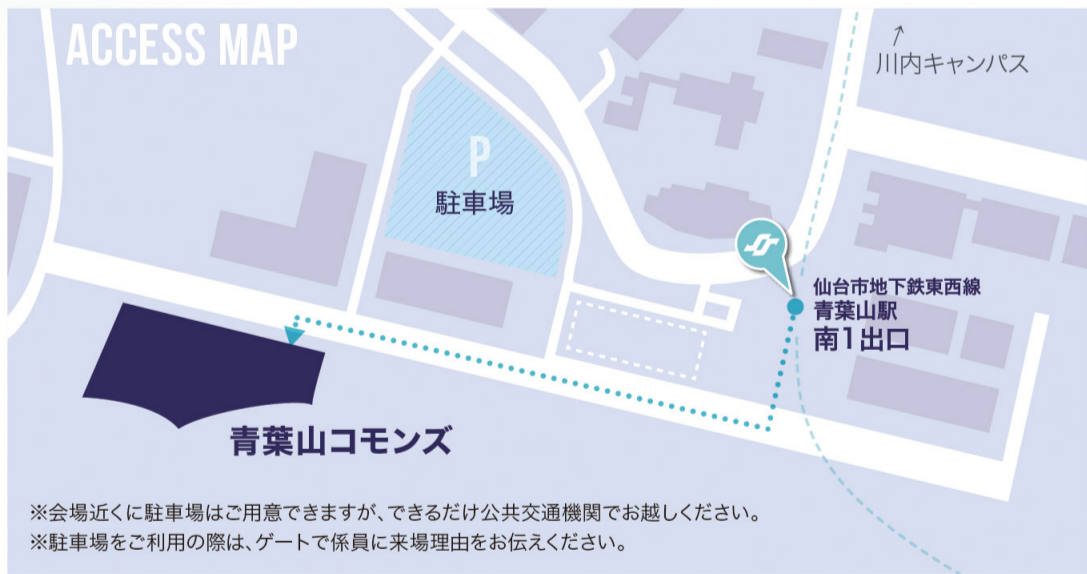 ACCESS MAP
↑
川内キャンパス
P
駐車場
仙台市地下鉄東西線
青葉山駅
南1出口
青葉山コモンズ
※会場近くに駐車場はご用意できますが、できるだけ公共交通機関でお越しください。
※駐車場をご利用の際は、ゲートで係員に来場理由をお伝えください。